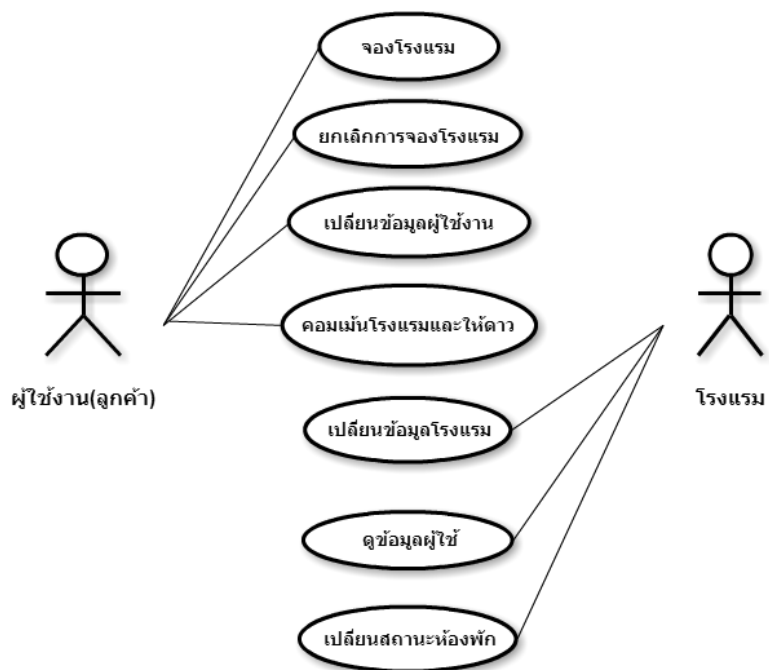 จองโรงแรม
ยกเลิกการจองโรงแรม
เปลี่ยนข้อมูลผู้ใช้งาน
คอมเม้นโรงแรมและให้ดาว
ผู้ใช้งาน(ลูกค้า)
โรงแรม
เปลี่ยนข้อมูลโรงแรม
ดูข้อมูลผู้ใช้
เปลี่ยนสถานะห้องพัก